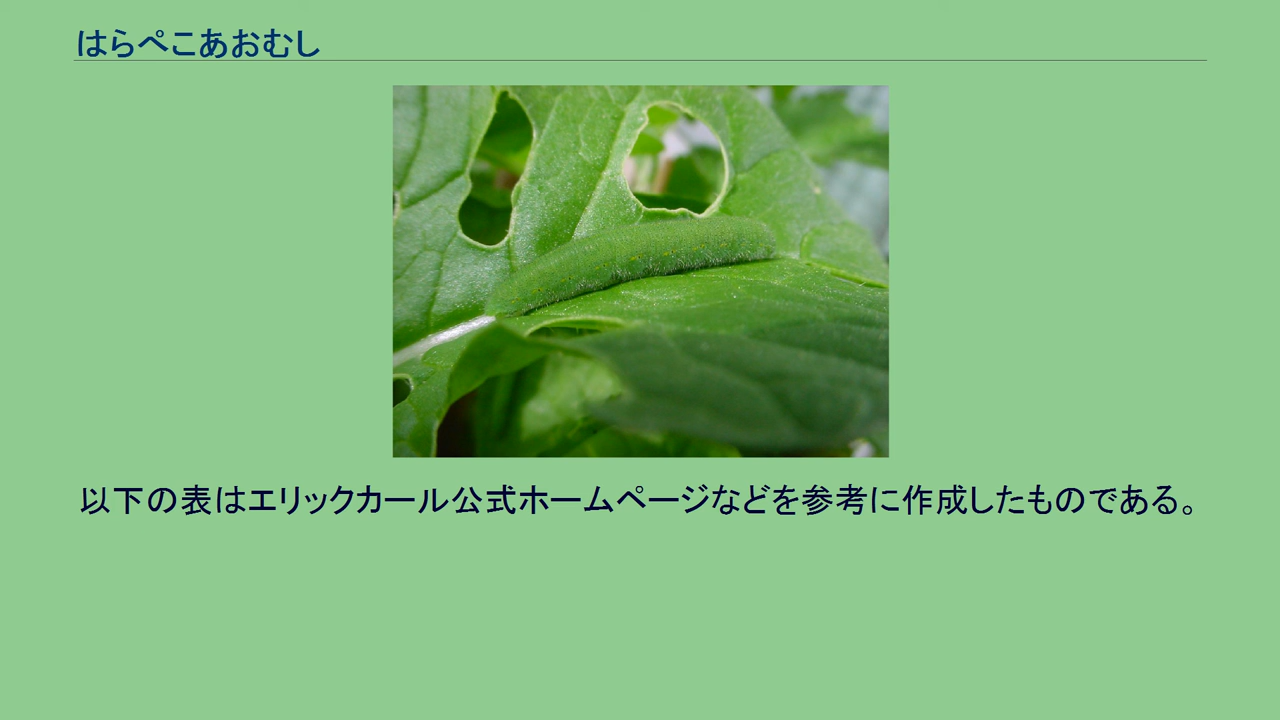 はらぺこあおむし
以下の表はエリックカール公式ホームページなどを参考に作成したものである。